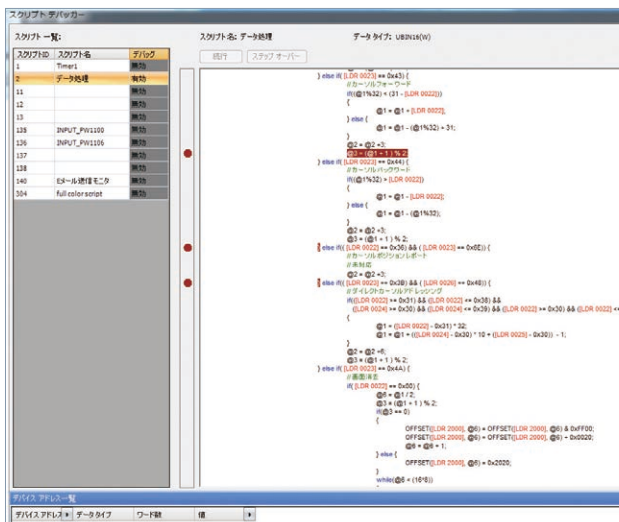 スクリプト デバッガー
スクリプト 一覧:
スクリプト名: データ処理
データ タイプ: UBIN16(W)
続行
ステップ オーバー
スクリプトID スクリプト名 デバッグ
1 Timer1 無効
2 データ処理 有効
11 無効
12 無効
13 無効
135 INPUT_PW1100 無効
136 INPUT_PW1106 無効
137 無効
138 無効
140 Eメール送信モニタ 無効
304 full color script 無効
} else if( [LDR 0023] == 0x43) {
//カーソルフォーワード
if((@1%32) < (31 - [LDR 0022]))
{
@1 = @1 + [LDR 0022];
} else {
@1 = @1 - (@1%32) + 31;
}
@2 = @2 +3;
@3 = (@1 + 1 ) % 2;
} else if( [LDR 0023] == 0x44) {
//カーソルバックワード
if((@1%32) > [LDR 0022])
{
@1 = @1 - [LDR 0022];
} else {
@1 = @1 - (@1%32);
}
@2 = @2 +3;
@3 = (@1 + 1 ) % 2;
} else if(( [LDR 0022] == 0x36) && ( [LDR 0023] == 0x6E)) {
//カーソルポジションレポート
//未対応
@2 = @2 +3;
} else if(( [LDR 0023] == 0x3B) && ( [LDR 0026] == 0x48)) {
//ダイレクトカーソルアドレッシング
if(([LDR 0022] >= 0x31) && ([LDR 0022] <= 0x38) &&
([LDR 0024] >= 0x30) && ([LDR 0024] <= 0x39) && ([LDR 0022] >= 0x30) && ([LDR 0022] <
{
@1 = ([LDR 0022] - 0x31) * 32;
@1 = @1 + (([LDR 0024] - 0x30) * 10 + ([LDR 0025] - 0x30)) - 1;
}
@2 = @2 +6;
@3 = (@1 + 1 ) % 2;
} else if( [LDR 0023] == 0x4A) {
//画面消去
if( [LDR 0022] == 0x00) {
@6 = @1 / 2;
@3 = (@1 + 1 ) % 2;
if(@3 == 0)
{
OFFSET([LDR 2000], @6) = OFFSET([LDR 2000], @6) & 0xFF00;
OFFSET([LDR 2000], @6) = OFFSET([LDR 2000], @6) + 0x0020;
@6 = @6 + 1;
} else {
OFFSET([LDR 2000], @6) = 0x2020;
}
while(@6 < (16*8))
デバイス アドレス一覧
デバイス アドレス データ タイプ ワード数 値